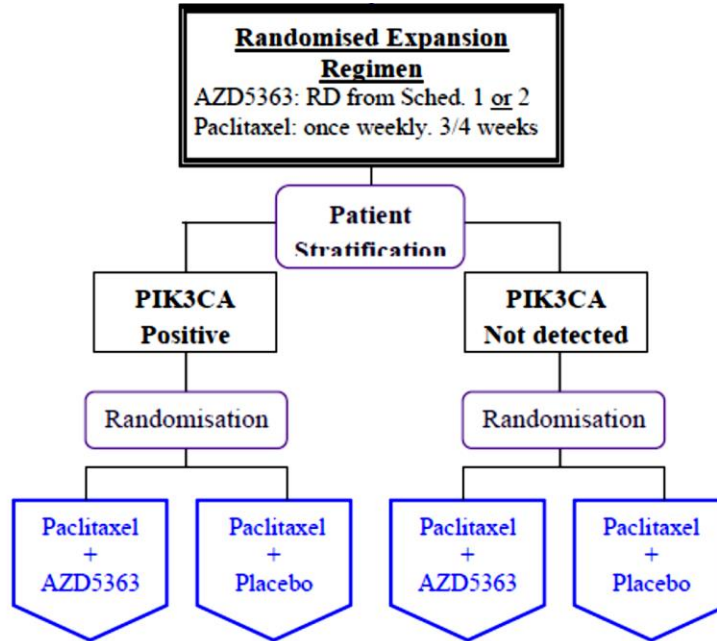 Randomised Expansion
Regimen
AZD5363: RD from Sched. 1 or 2
Paclitaxel: once weekly. 3/4 weeks
Patient
Stratification
PIK3CA
Positive
PIK3CA
Not detected
Randomisation
Randomisation
Paclitaxel
+
AZD5363
Paclitaxel
+
Placebo
Paclitaxel
+
AZD5363
Paclitaxel
+
Placebo